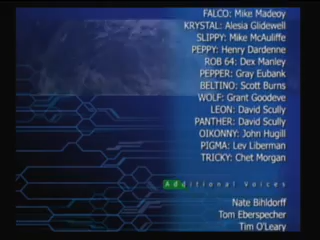 FALCO: Mike Madeoy
KRYSTAL: Alesia Glidewell
SLIPPY: Mike McAuliffe
PEPPY: Henry Dardenne
ROB 64: Dex Manley
PEPPER: Gray Eubank
BELTINO: Scott Burns
WOLF: Grant Goodeve
LEON: David Scully
PANTHER: David Scully
OIKONNY: John Hugill
PIGMA: Lev Liberman
TRICKY: Chet Morgan
Additional Voices
Nate Bihldorff
Tom Eberspecher
Tim O'Leary